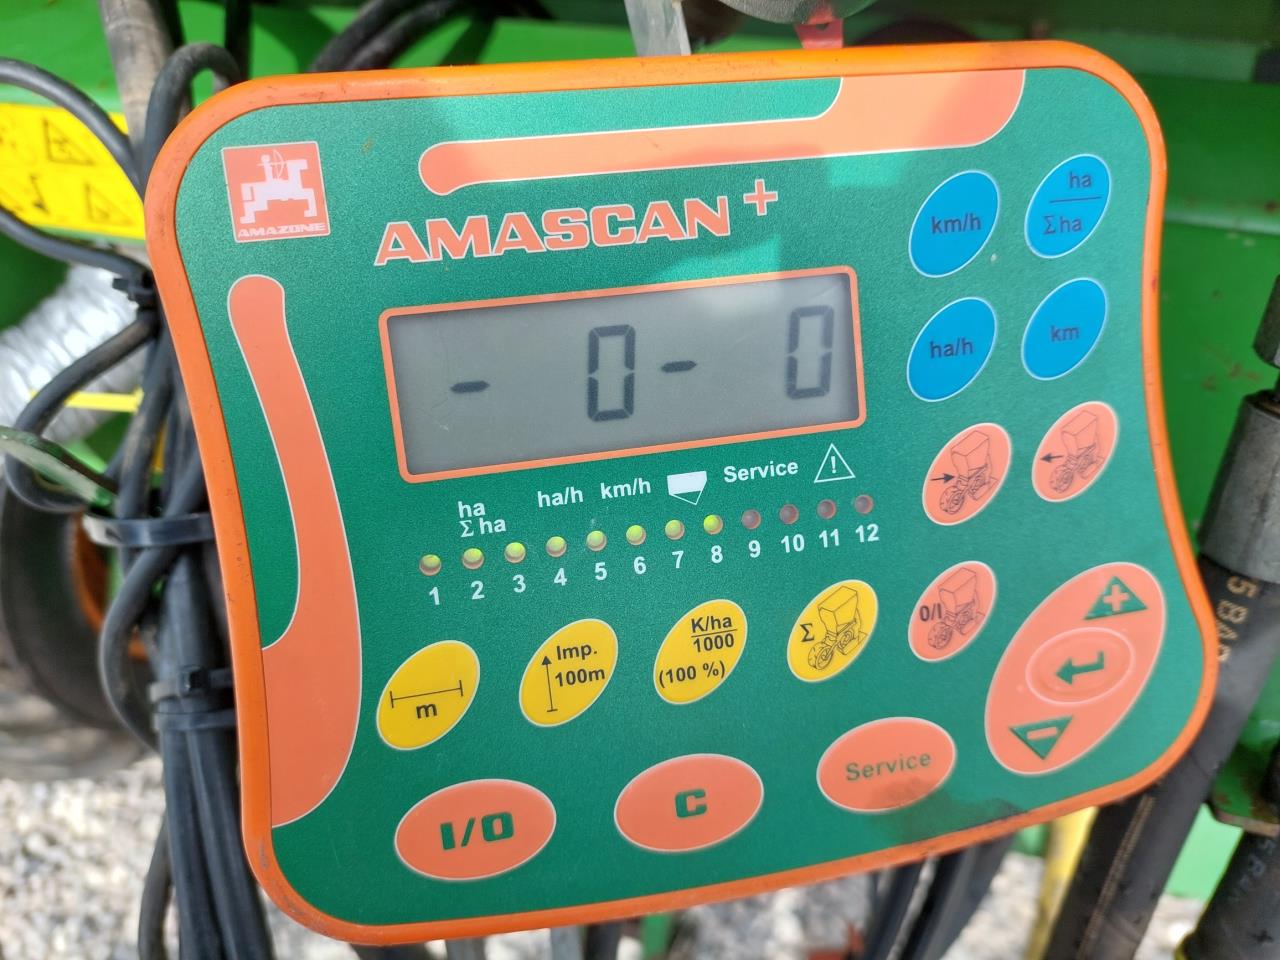 AMAZONE
AMASCAN+
- 0 - 0
km/h
ha
Σha
ha/h
km
ha
Σ ha
ha/h
km/h
Service
!
1 2 3 4 5 6 7 8 9 10 11 12
m
Imp.
100m
K/ha
1000
(100 %)
Σ
0/I
+
-
I/O
C
Service